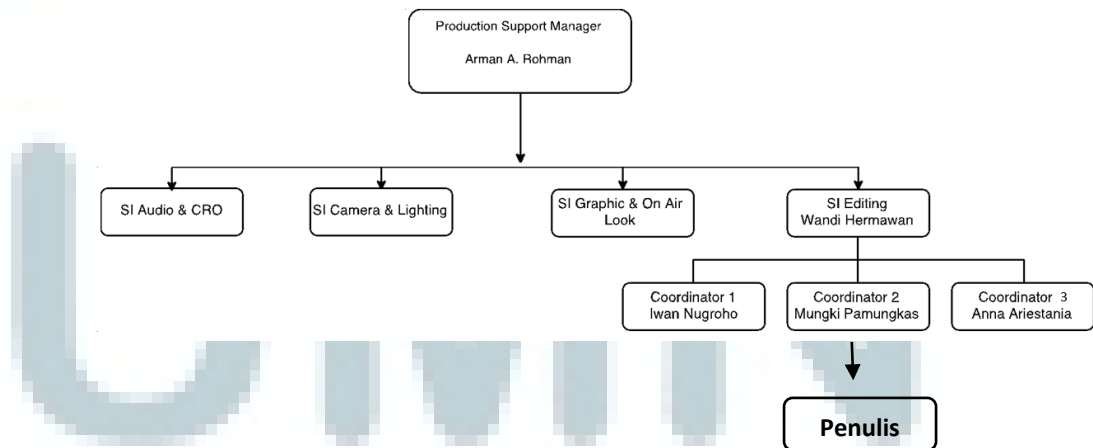 Production Support Manager
Arman A. Rohman
SI Audio & CRO
SI Camera & Lighting
SI Graphic & On Air
Look
SI Editing
Wandi Hermawan
Coordinator 1
Iwan Nugroho
Coordinator 2
Mungki Pamungkas
Coordinator 3
Anna Ariestania
Penulis
UMN